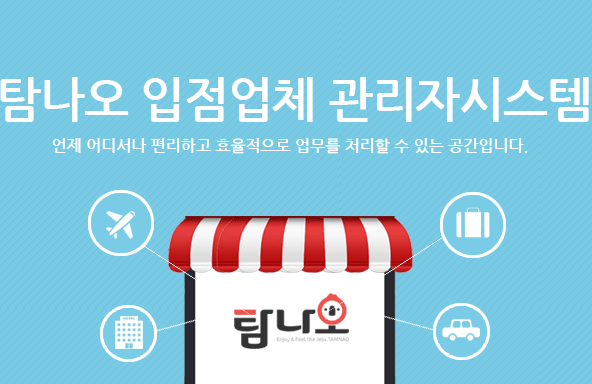 탐나오 입점업체 관리자시스템
언제 어디서나 편리하고 효율적으로 업무를 처리할 수 있는 공간입니다.
탐나오
Enjoy & Feel the Jeju, TAMNAO
HOTEL